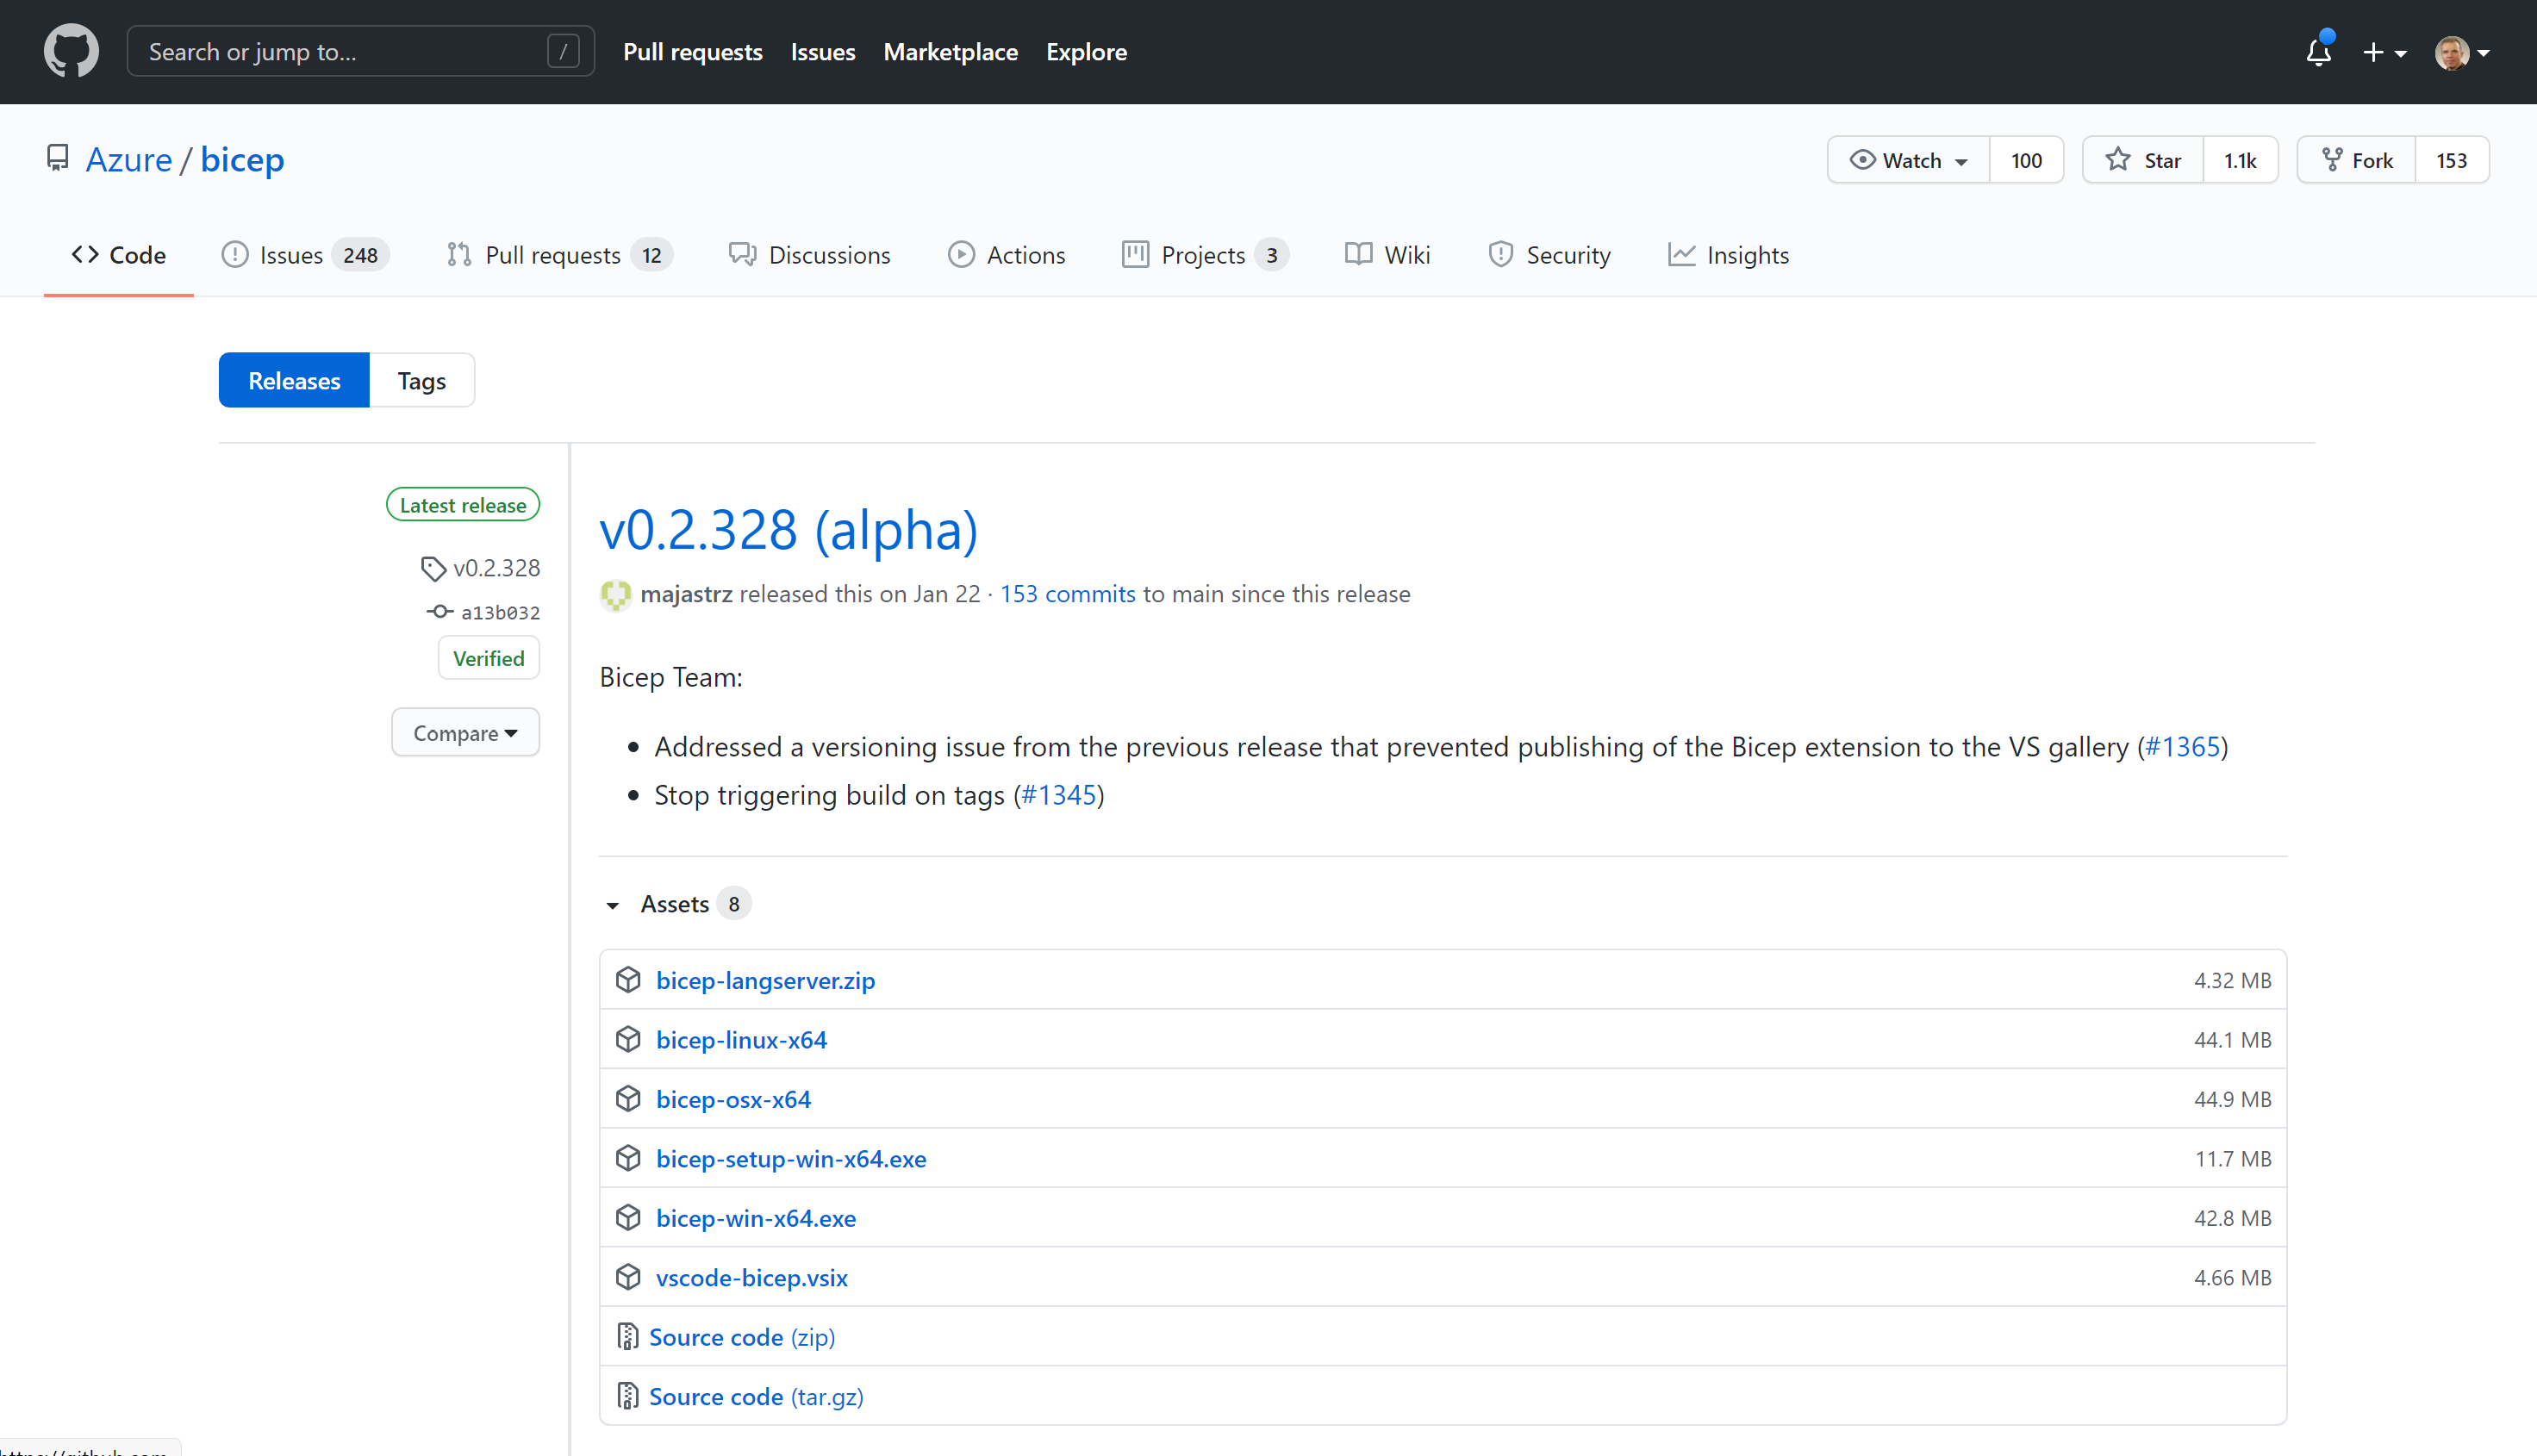 Search or jump to... /
Pull requests Issues Marketplace Explore
Azure / bicep
Watch 100 Star 1.1k Fork 153
Code Issues 248 Pull requests 12 Discussions Actions Projects 3 Wiki Security Insights
Releases Tags
Latest release
v0.2.328
a13b032
Verified
Compare
v0.2.328 (alpha)
majastrz released this on Jan 22 · 153 commits to main since this release
Bicep Team:
• Addressed a versioning issue from the previous release that prevented publishing of the Bicep extension to the VS gallery (#1365)
• Stop triggering build on tags (#1345)
Assets 8
bicep-langserver.zip 4.32 MB
bicep-linux-x64 44.1 MB
bicep-osx-x64 44.9 MB
bicep-setup-win-x64.exe 11.7 MB
bicep-win-x64.exe 42.8 MB
vscode-bicep.vsix 4.66 MB
Source code (zip)
Source code (tar.gz)